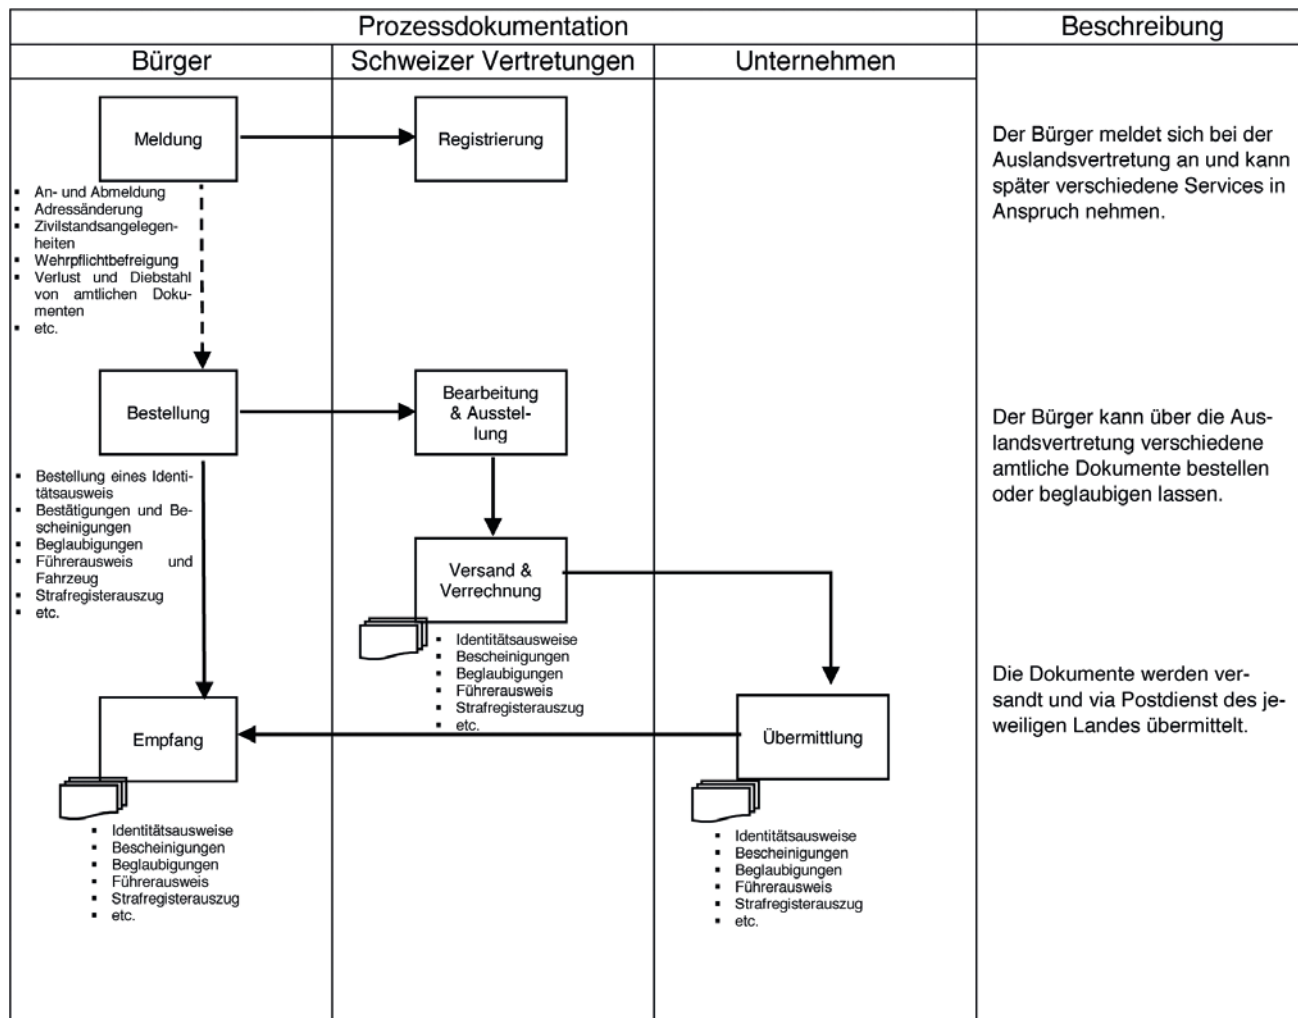 Prozessdokumentation
Beschreibung
Bürger
Schweizer Vertretungen
Unternehmen
Meldung
Registrierung
Der Bürger meldet sich bei der
Auslandsvertretung an und kann
später verschiedene Services in
Anspruch nehmen.
▪ An- und Abmeldung
▪ Adressänderung
▪ Zivilstandsangelegen-
heiten
▪ Wehrpflichtbefreigung
▪ Verlust und Diebstahl
von amtlichen Doku-
menten
▪ etc.
Bestellung
Bearbeitung
& Ausstel-
lung
Der Bürger kann über die Aus-
landsvertretung verschiedene
amtliche Dokumente bestellen
oder beglaubigen lassen.
▪ Bestellung eines Identi-
tätsausweis
▪ Bestätigungen und Be-
scheinigungen
▪ Beglaubigungen
▪ Führerausweis und
Fahrzeug
▪ Strafregisterauszug
▪ etc.
Versand &
Verrechnung
▪ Identitätsausweise
▪ Bescheinigungen
▪ Beglaubigungen
▪ Führerausweis
▪ Strafregisterauszug
▪ etc.
Die Dokumente werden ver-
sandt und via Postdienst des je-
weiligen Landes übermittelt.
Empfang
Übermittlung
▪ Identitätsausweise
▪ Bescheinigungen
▪ Beglaubigungen
▪ Führerausweis
▪ Strafregisterauszug
▪ etc.
▪ Identitätsausweise
▪ Bescheinigungen
▪ Beglaubigungen
▪ Führerausweis
▪ Strafregisterauszug
▪ etc.